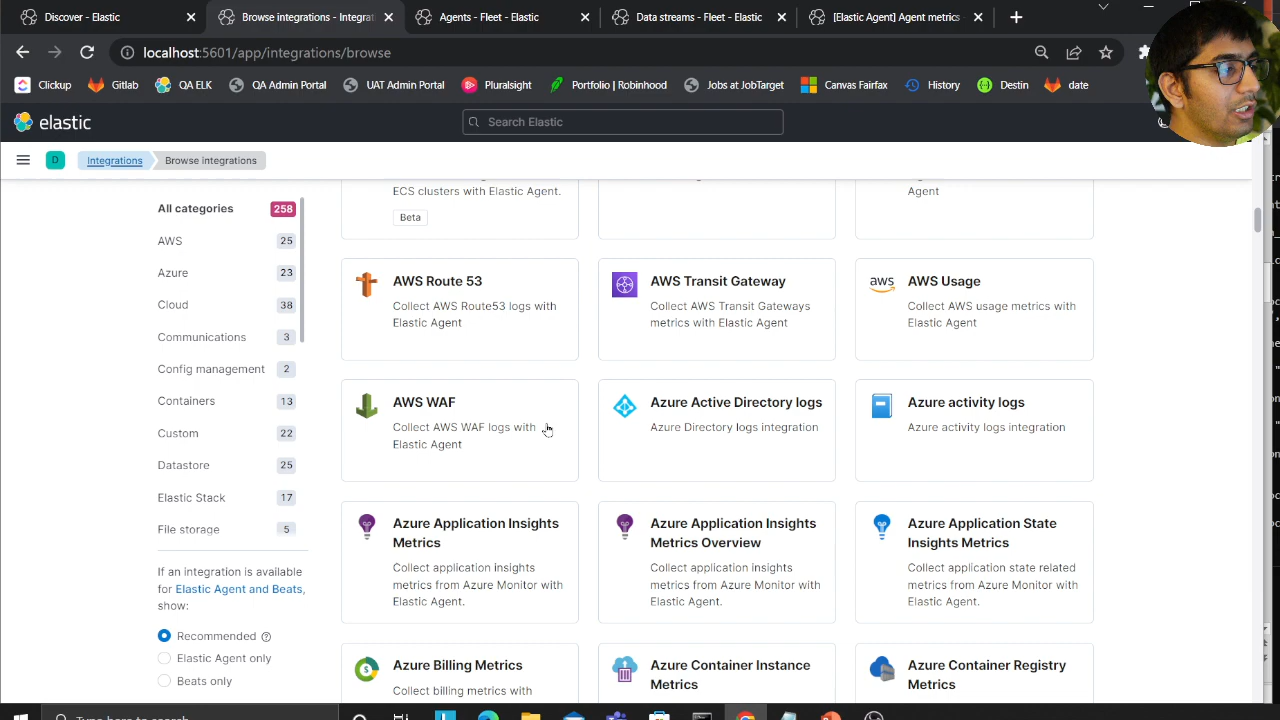 Discover - Elastic
Browse integrations - Integrat
Agents - Fleet - Elastic
Data streams - Fleet - Elastic
[Elastic Agent] Agent metrics
localhost:5601/app/integrations/browse
Clickup
Gitlab
QA ELK
QA Admin Portal
UAT Admin Portal
Pluralsight
Portfolio | Robinhood
Jobs at JobTarget
Canvas Fairfax
History
Destin
date
elastic
Search Elastic
D
Integrations
Browse integrations
All categories 258
AWS 25
Azure 23
Cloud 38
Communications 3
Config management 2
Containers 13
Custom 22
Datastore 25
Elastic Stack 17
File storage 5
If an integration is available
for Elastic Agent and Beats,
show:
Recommended
Elastic Agent only
Beats only
ECS clusters with Elastic Agent.
Beta
Agent
AWS Route 53
Collect AWS Route53 logs with
Elastic Agent
AWS Transit Gateway
Collect AWS Transit Gateways
metrics with Elastic Agent
aws
AWS Usage
Collect AWS usage metrics with
Elastic Agent
AWS WAF
Collect AWS WAF logs with
Elastic Agent
Azure Active Directory logs
Azure Directory logs integration
Azure activity logs
Azure activity logs integration
Azure Application Insights
Metrics
Collect application insights
metrics from Azure Monitor with
Elastic Agent.
Azure Application Insights
Metrics Overview
Collect application insights
metrics from Azure Monitor with
Elastic Agent.
Azure Application State
Insights Metrics
Collect application state related
metrics from Azure Monitor with
Elastic Agent.
Azure Billing Metrics
Collect billing metrics with
Azure Container Instance
Metrics
Azure Container Registry
Metrics
Type here to search